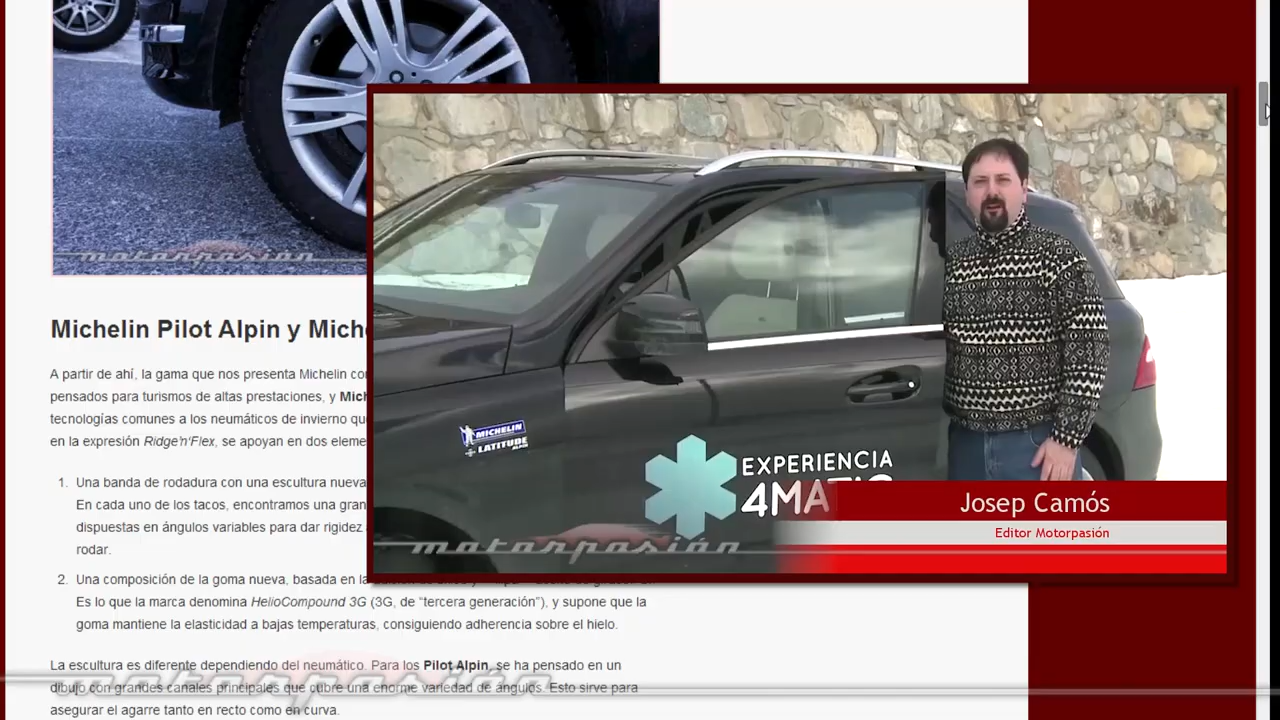 motorpasión
Michelin Pilot Alpin y Mich
A partir de ahí, la gama que nos presenta Michelin
pensados para turismos de altas prestaciones, y
tecnologías comunes a los neumáticos de invierno
en la expresión Ridge'n'Flex, se apoyan en dos
1. Una banda de rodadura con una escultura nueva
En cada uno de los tacos, encontramos una gran
dispuestas en ángulos variables para dar rigidez
rodar.
2. Una composición de la goma nueva, basada en la
Es lo que la marca denomina HelioCompound 3G (3G, de “tercera generación”), y supone que la
goma mantiene la elasticidad a bajas temperaturas, consiguiendo adherencia sobre el hielo.
La escultura es diferente dependiendo del neumático. Para los Pilot Alpin, se ha pensado en un
dibujo con grandes canales principales que cubre una enorme variedad de ángulos. Esto sirve para
asegurar el agarre tanto en recto como en curva.
MICHELIN
LATITUDE
EXPERIENCIA
4MATIC
Josep Camós
Editor Motorpasión
motorpasión
motorpasión